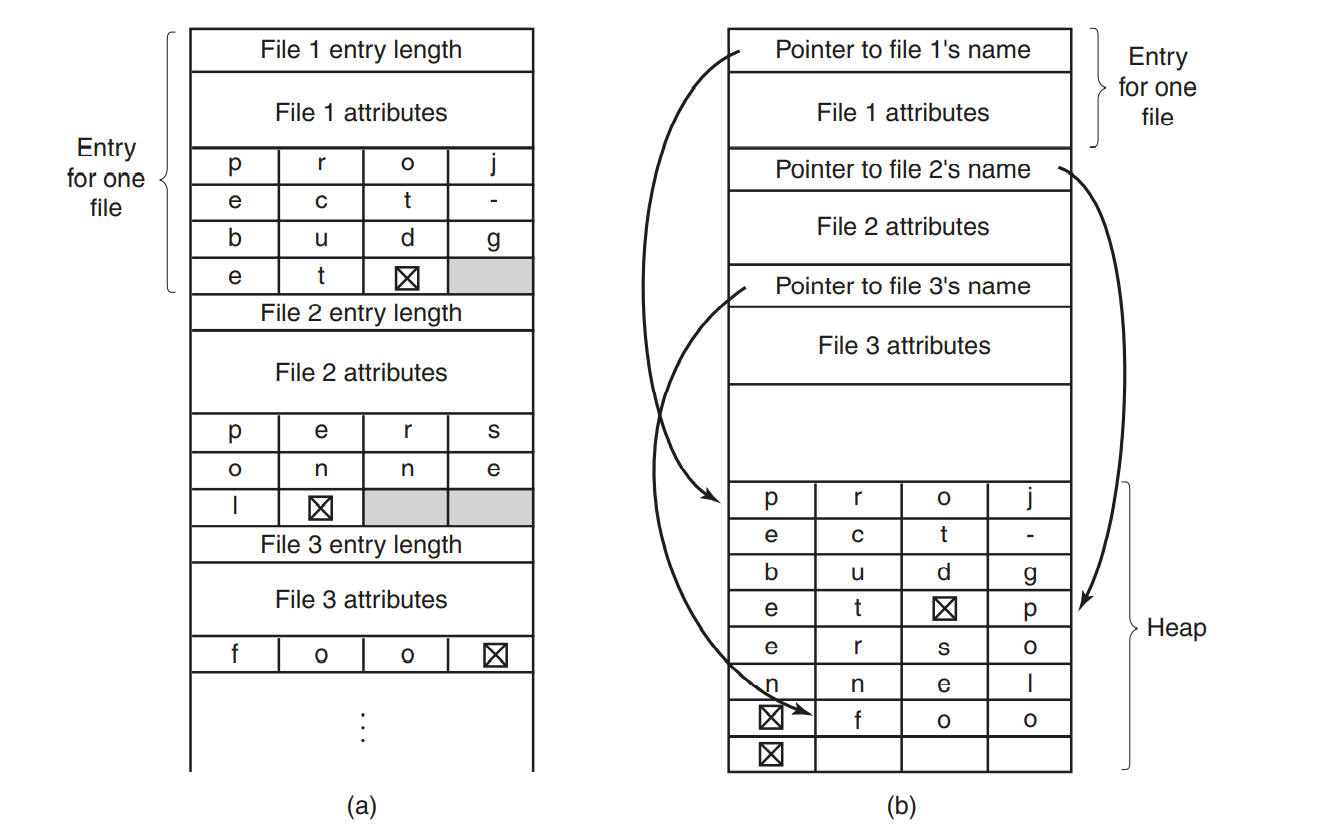 File 1 entry length
File 1 attributes
p r o j
e c t -
b u d g
e t ☒
Entry
for one
file
File 2 entry length
File 2 attributes
p e r s
o n n e
l ☒
File 3 entry length
File 3 attributes
f o o ☒
⋮
(a)
Pointer to file 1's name
File 1 attributes
Entry
for one
file
Pointer to file 2's name
File 2 attributes
Pointer to file 3's name
File 3 attributes
p r o j
e c t -
b u d g
e t ☒ p
e r s o
n n e l
☒ f o o
☒
Heap
(b)